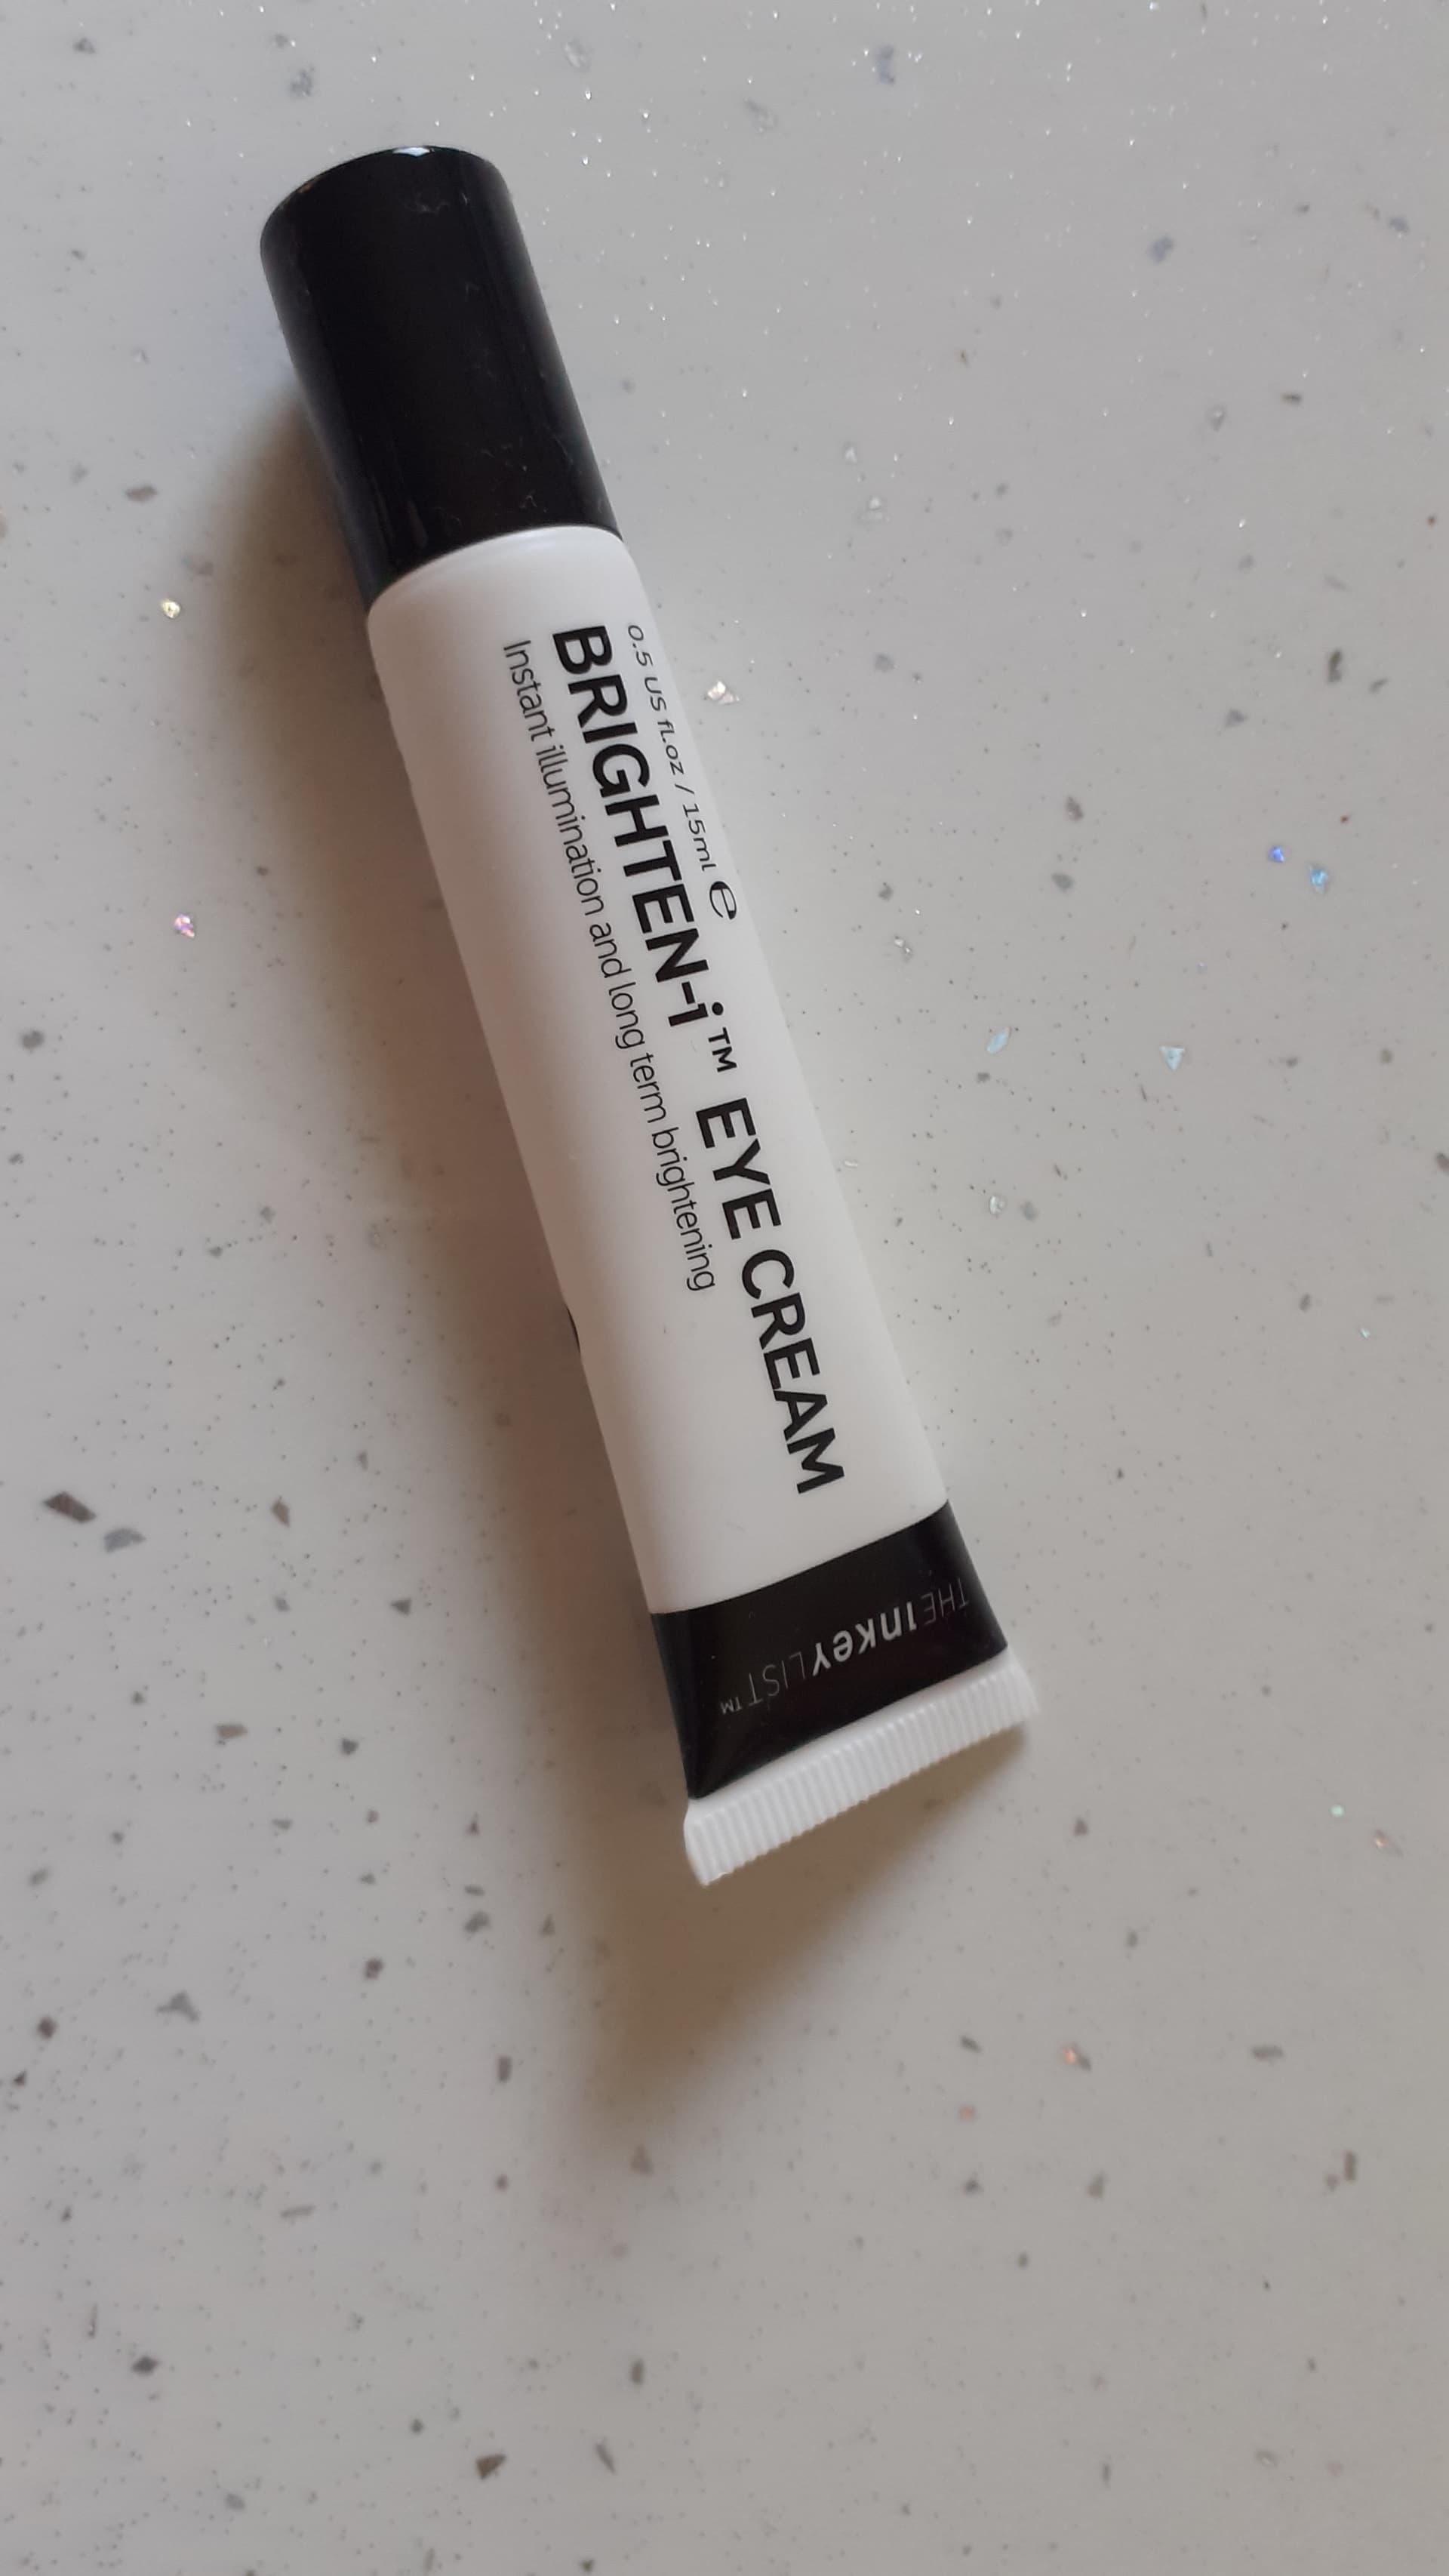 0.5 US fl.oz / 15ml ℮
BRIGHTEN-i™ EYE CREAM
Instant illumination and long term brightening
THE INKEY LIST™